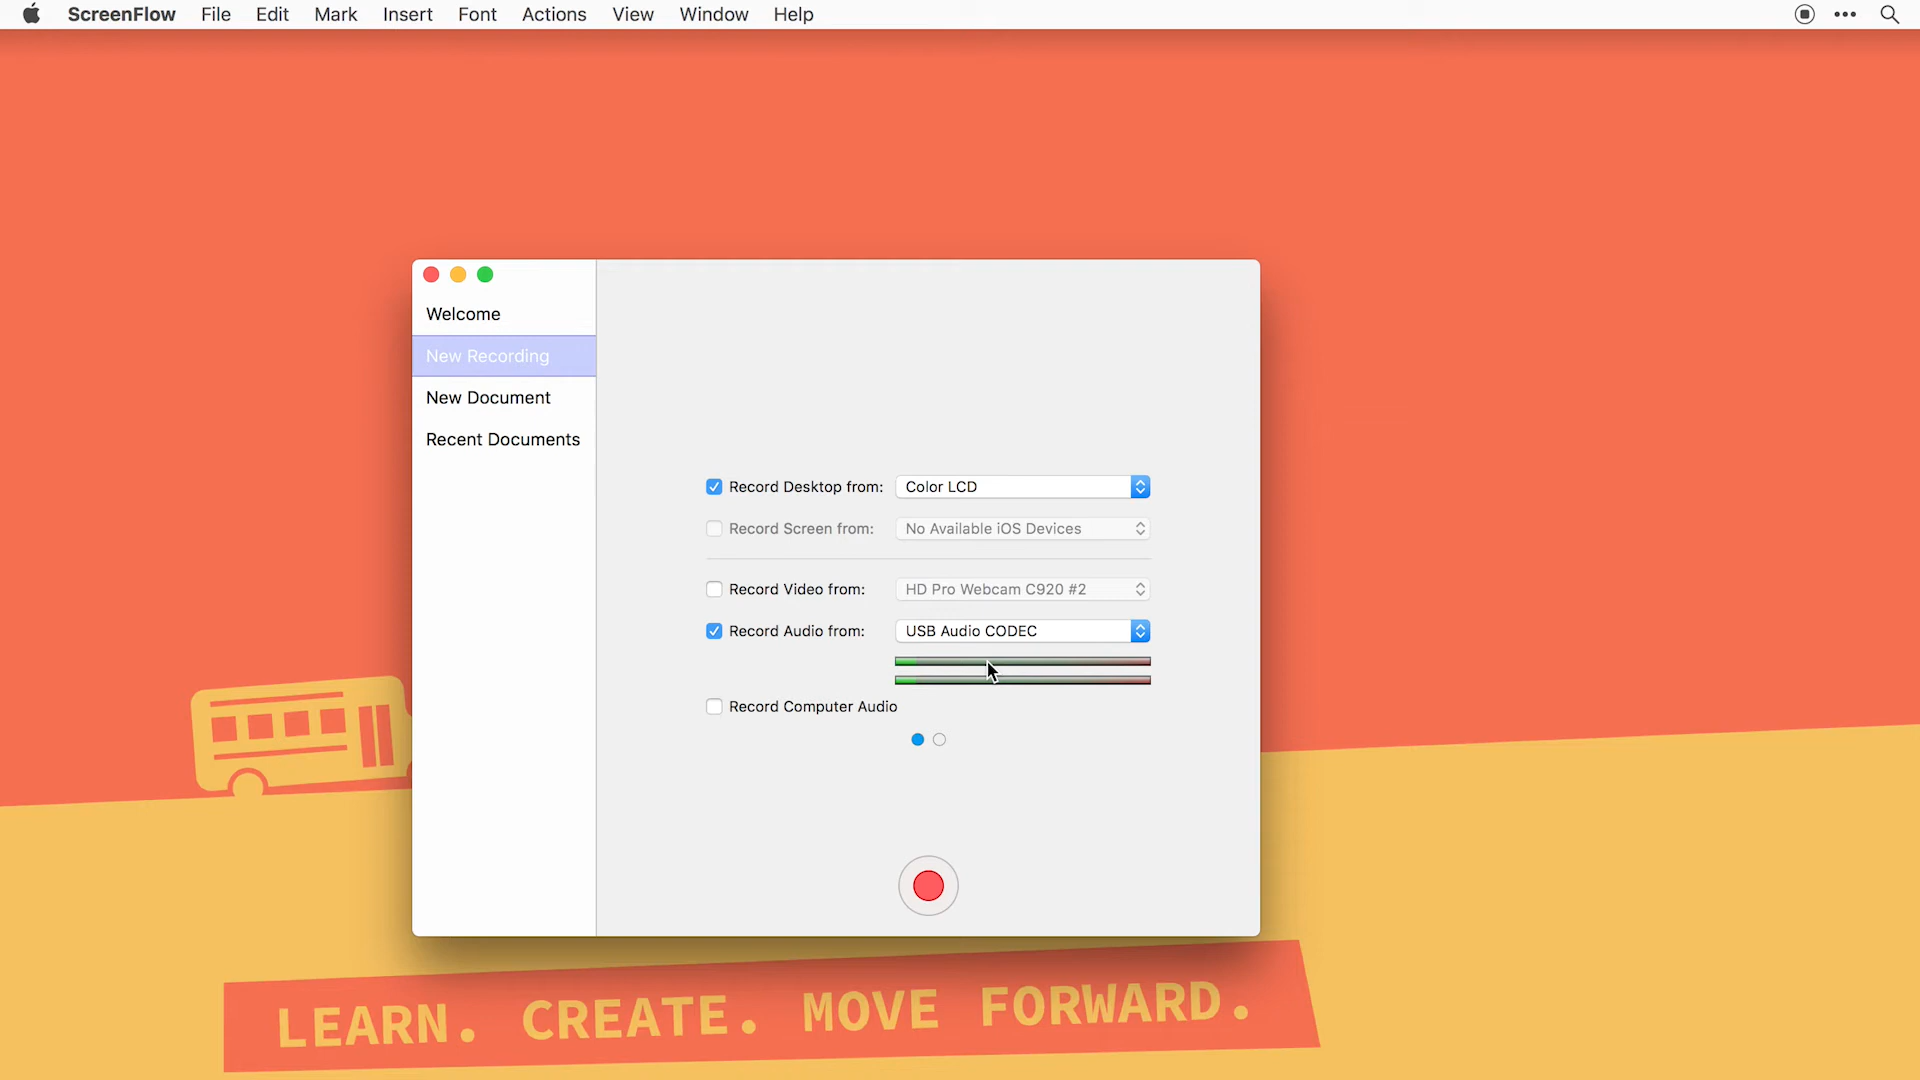 ScreenFlow File Edit Mark Insert Font Actions View Window Help
Welcome
New Recording
New Document
Recent Documents
Record Desktop from: Color LCD
Record Screen from: No Available iOS Devices
Record Video from: HD Pro Webcam C920 #2
Record Audio from: USB Audio CODEC
Record Computer Audio
LEARN. CREATE. MOVE FORWARD.